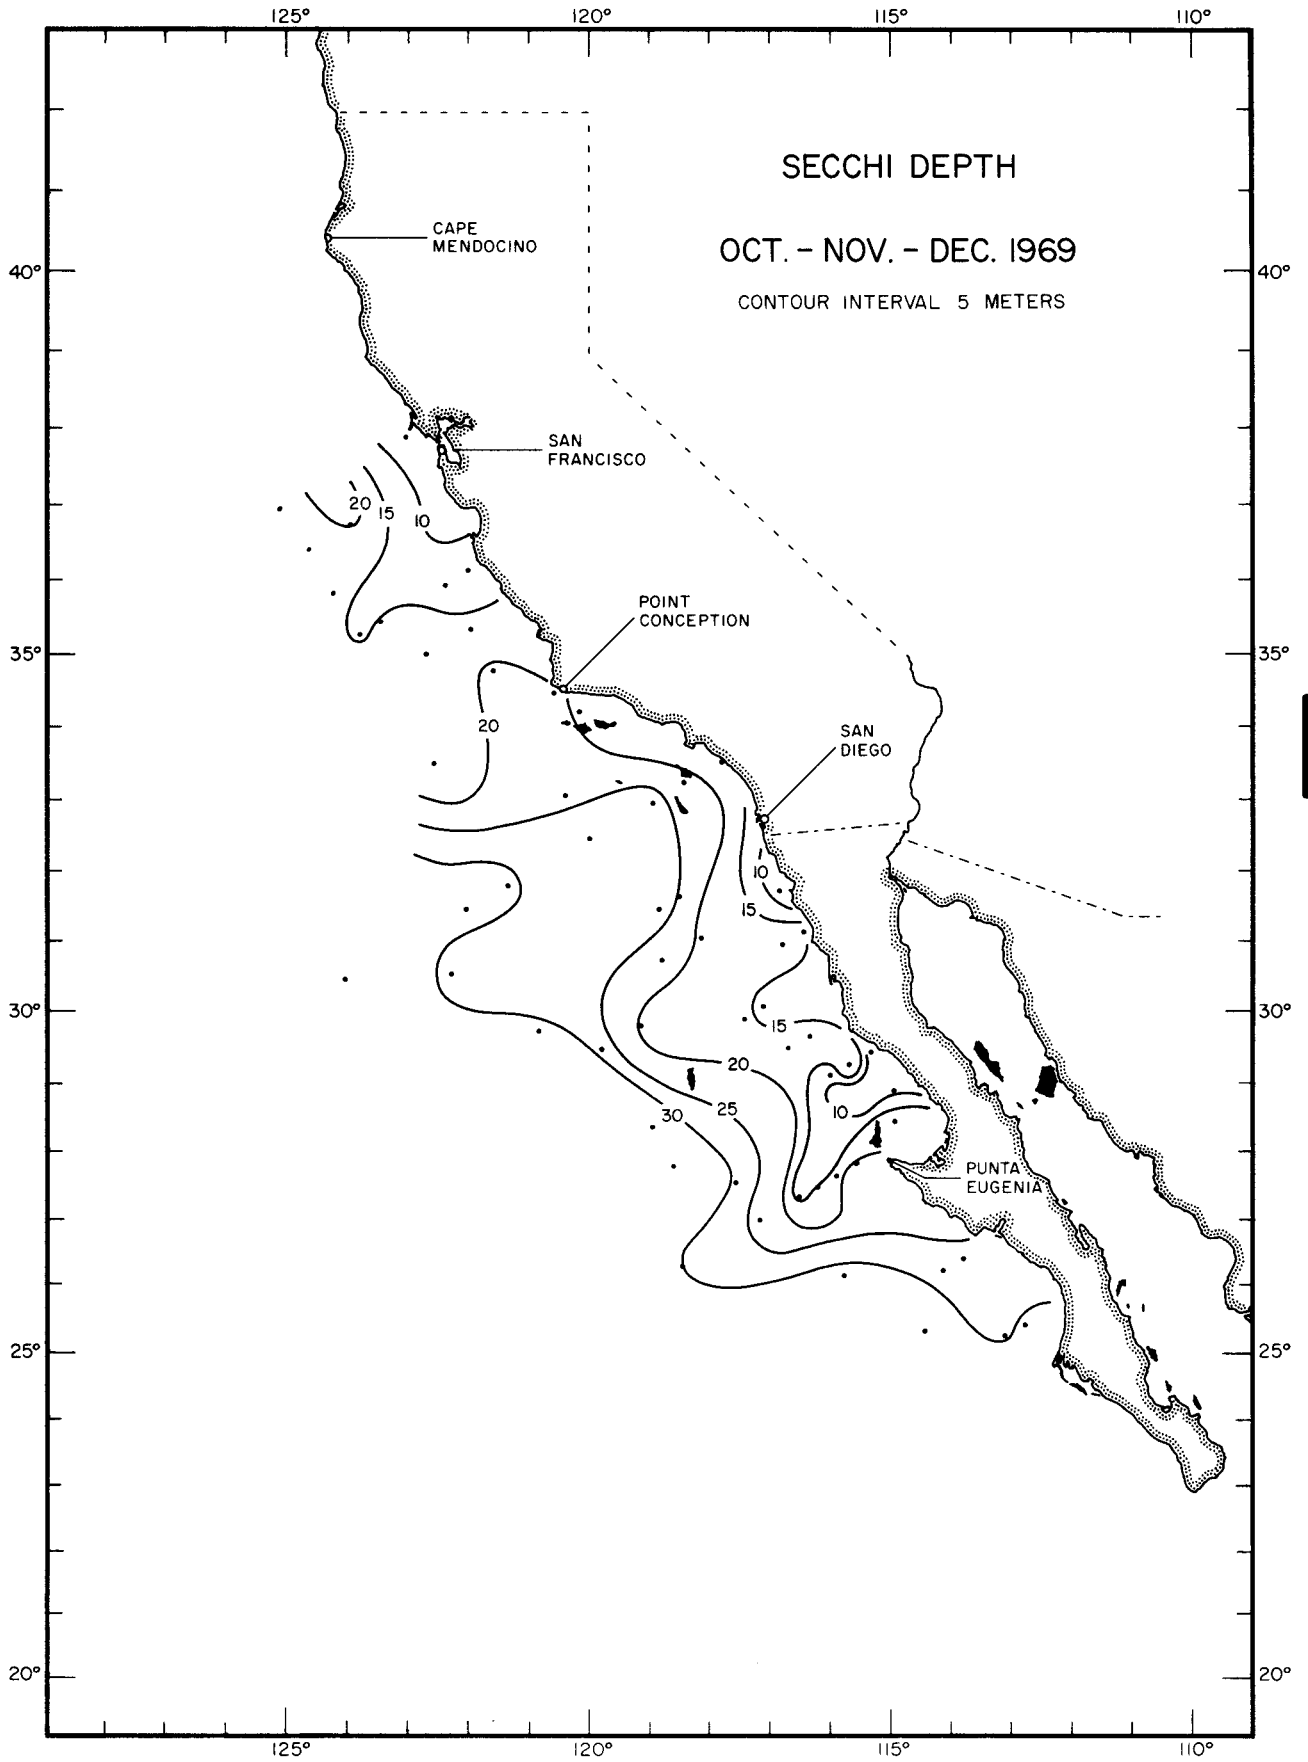 125° 120° 115° 110°
SECCHI DEPTH
CAPE
MENDOCINO
OCT. - NOV. - DEC. 1969
40° 40°
CONTOUR INTERVAL 5 METERS
SAN
FRANCISCO
20 15 10
POINT
CONCEPTION
35° 35°
20
SAN
DIEGO
10
15
30° 30°
15
20
25
30
10
PUNTA
EUGENIA
25° 25°
20° 20°
125° 120° 115° 110°